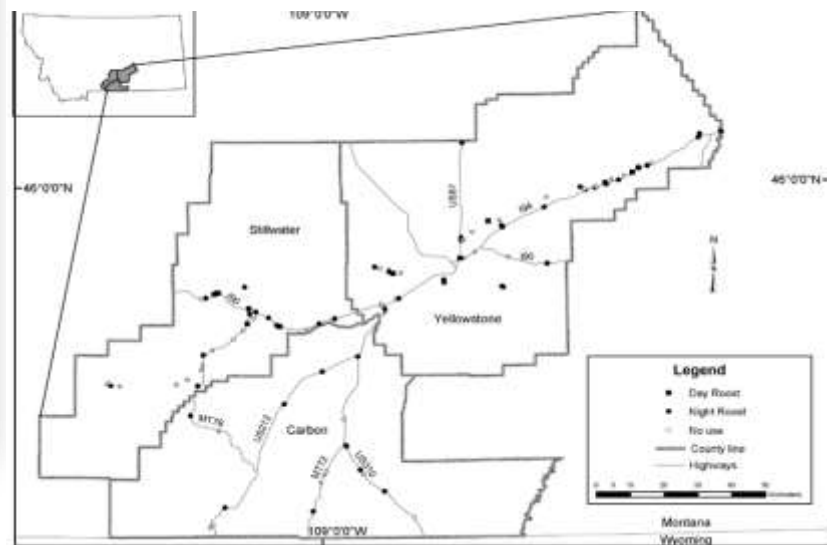 109°0'0"W
46°0'0"N
46°0'0"N
US87
I94
Stillwater
I90
N
I90
Yellowstone
Legend
Day Roost
Night Roost
No use
County line
Highways
MT78
US212
Carbon
MT72
US310
109°0'0"W
Montana
Wyoming